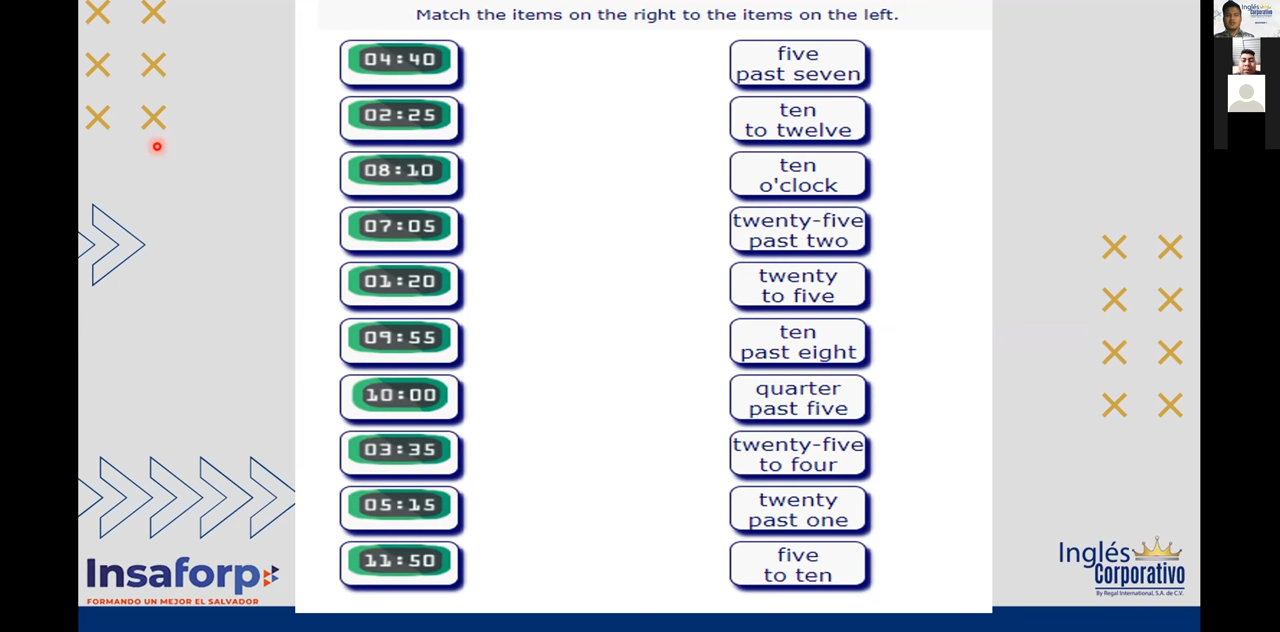 Match the items on the right to the items on the left.
04:40
five
past seven
02:25
ten
to twelve
08:10
ten
o'clock
07:05
twenty-five
past two
01:20
twenty
to five
09:55
ten
past eight
10:00
quarter
past five
03:35
twenty-five
to four
05:15
twenty
past one
11:50
five
to ten
Insaforp
FORMANDO UN MEJOR EL SALVADOR
Inglés
Corporativo
By Regal International, S.A. de C.V.
Inglés
Corporativo